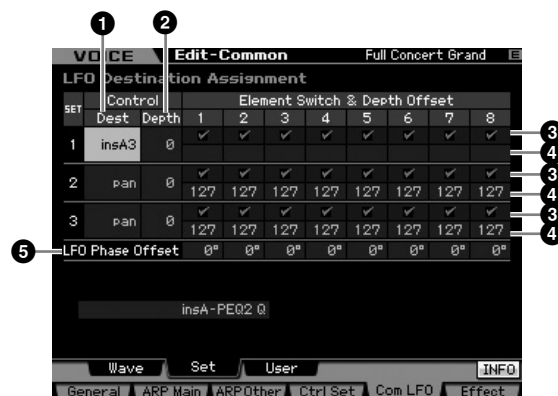 1 2
VOICE Edit-Common Full Concert Grand E
LFO Destination Assignment
SET Control Element Switch & Depth Offset
Dest Depth 1 2 3 4 5 6 7 8
1 insA3 0 ✓ ✓ ✓ ✓ ✓ ✓ ✓ ✓ 3
4
2 pan 0 ✓ ✓ ✓ ✓ ✓ ✓ ✓ ✓ 3
127 127 127 127 127 127 127 127 4
3 pan 0 ✓ ✓ ✓ ✓ ✓ ✓ ✓ ✓ 3
127 127 127 127 127 127 127 127 4
5 LFO Phase Offset 0° 0° 0° 0° 0° 0° 0° 0°
insA-PEQ2 Q
Wave Set User INFO
General ARP Main ARP Other Ctrl Set Com LFO Effect